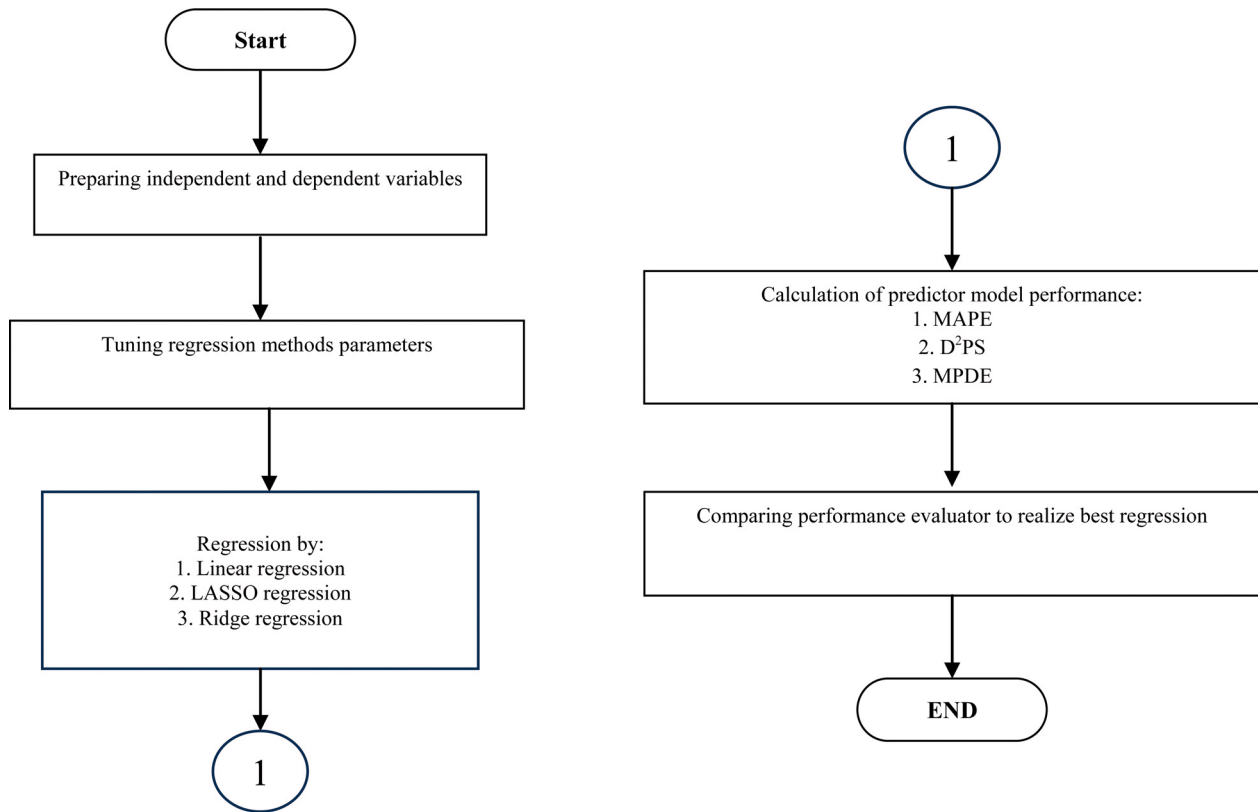 Start
Preparing independent and dependent variables
Tuning regression methods parameters
Regression by:
1. Linear regression
2. LASSO regression
3. Ridge regression
1
1
Calculation of predictor model performance:
1. MAPE
2. D²PS
3. MPDE
Comparing performance evaluator to realize best regression
END